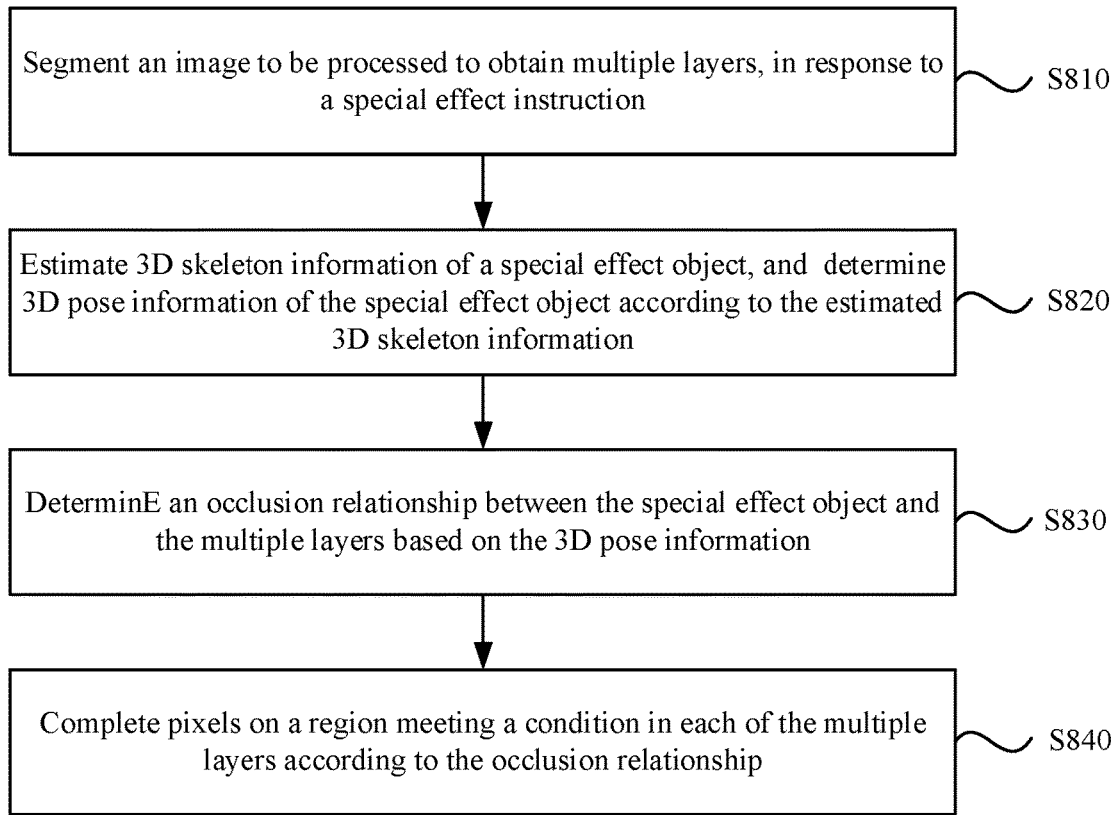 Segment an image to be processed to obtain multiple layers, in response to
a special effect instruction
S810
Estimate 3D skeleton information of a special effect object, and determine
3D pose information of the special effect object according to the estimated
3D skeleton information
S820
DeterminE an occlusion relationship between the special effect object and
the multiple layers based on the 3D pose information
S830
Complete pixels on a region meeting a condition in each of the multiple
layers according to the occlusion relationship
S840